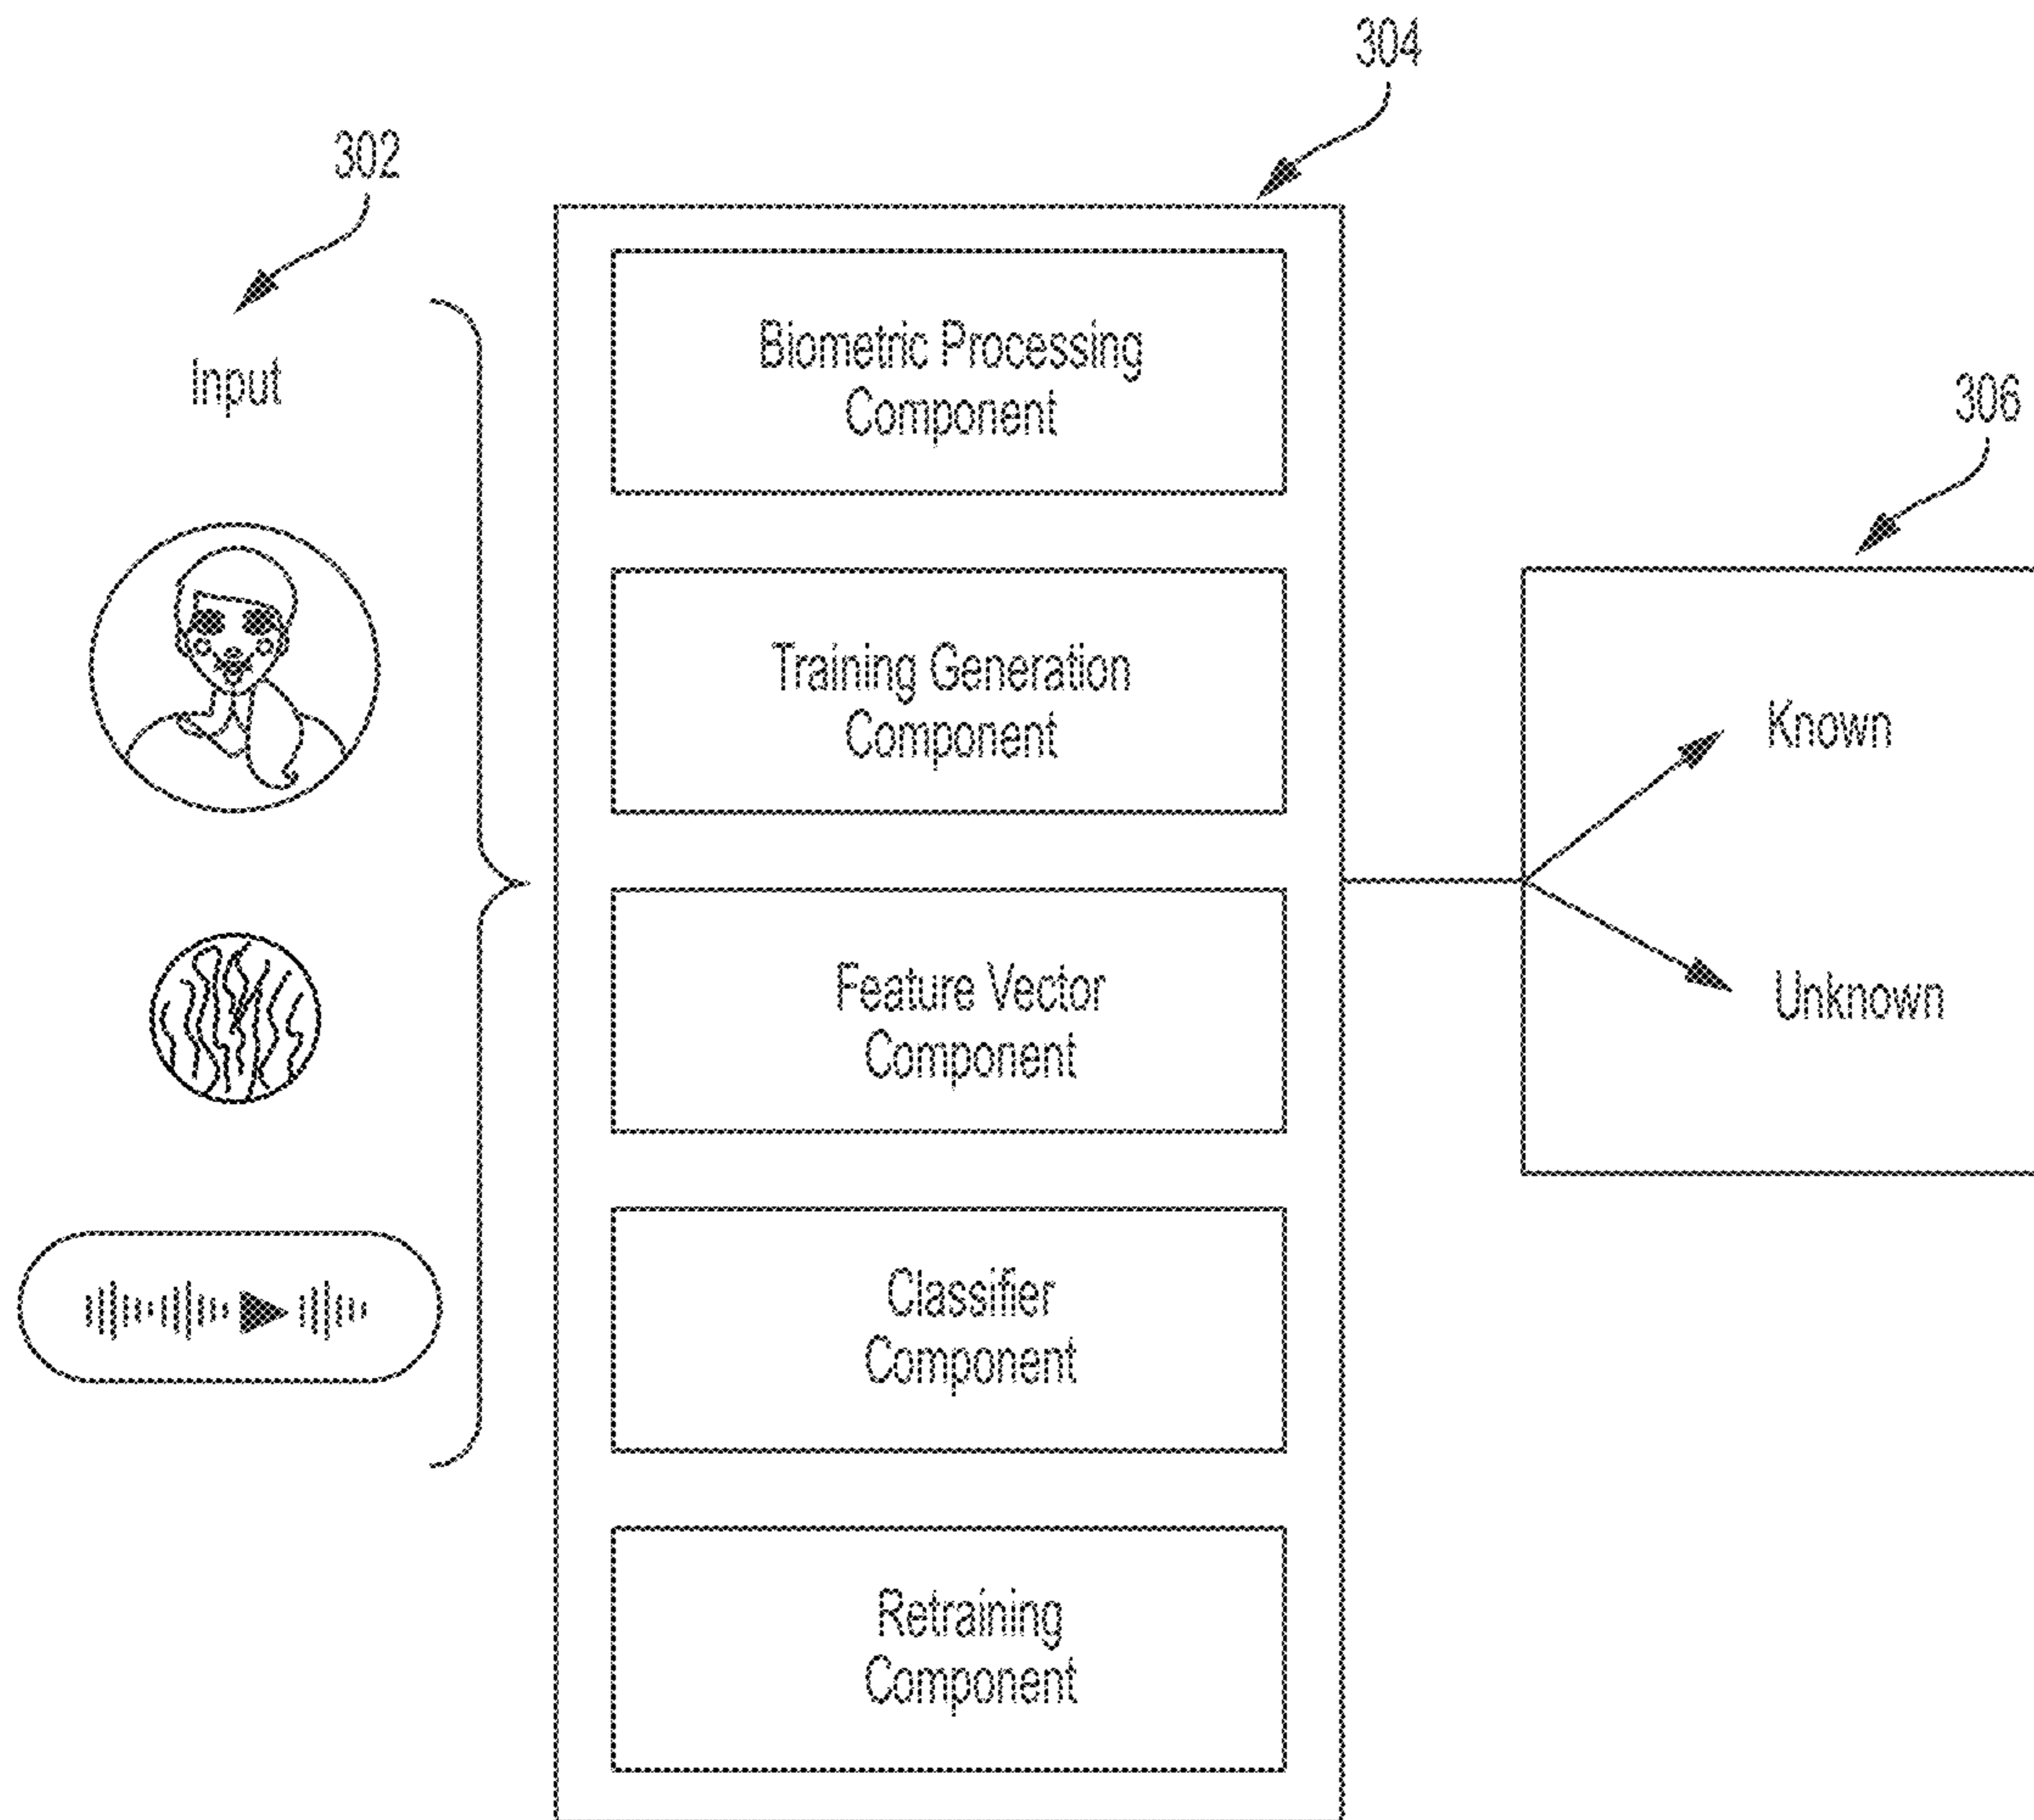 304
302
Input
Biometric Processing
Component
306
Training Generation
Component
Known
Feature Vector
Component
Unknown
Classifier
Component
Retraining
Component